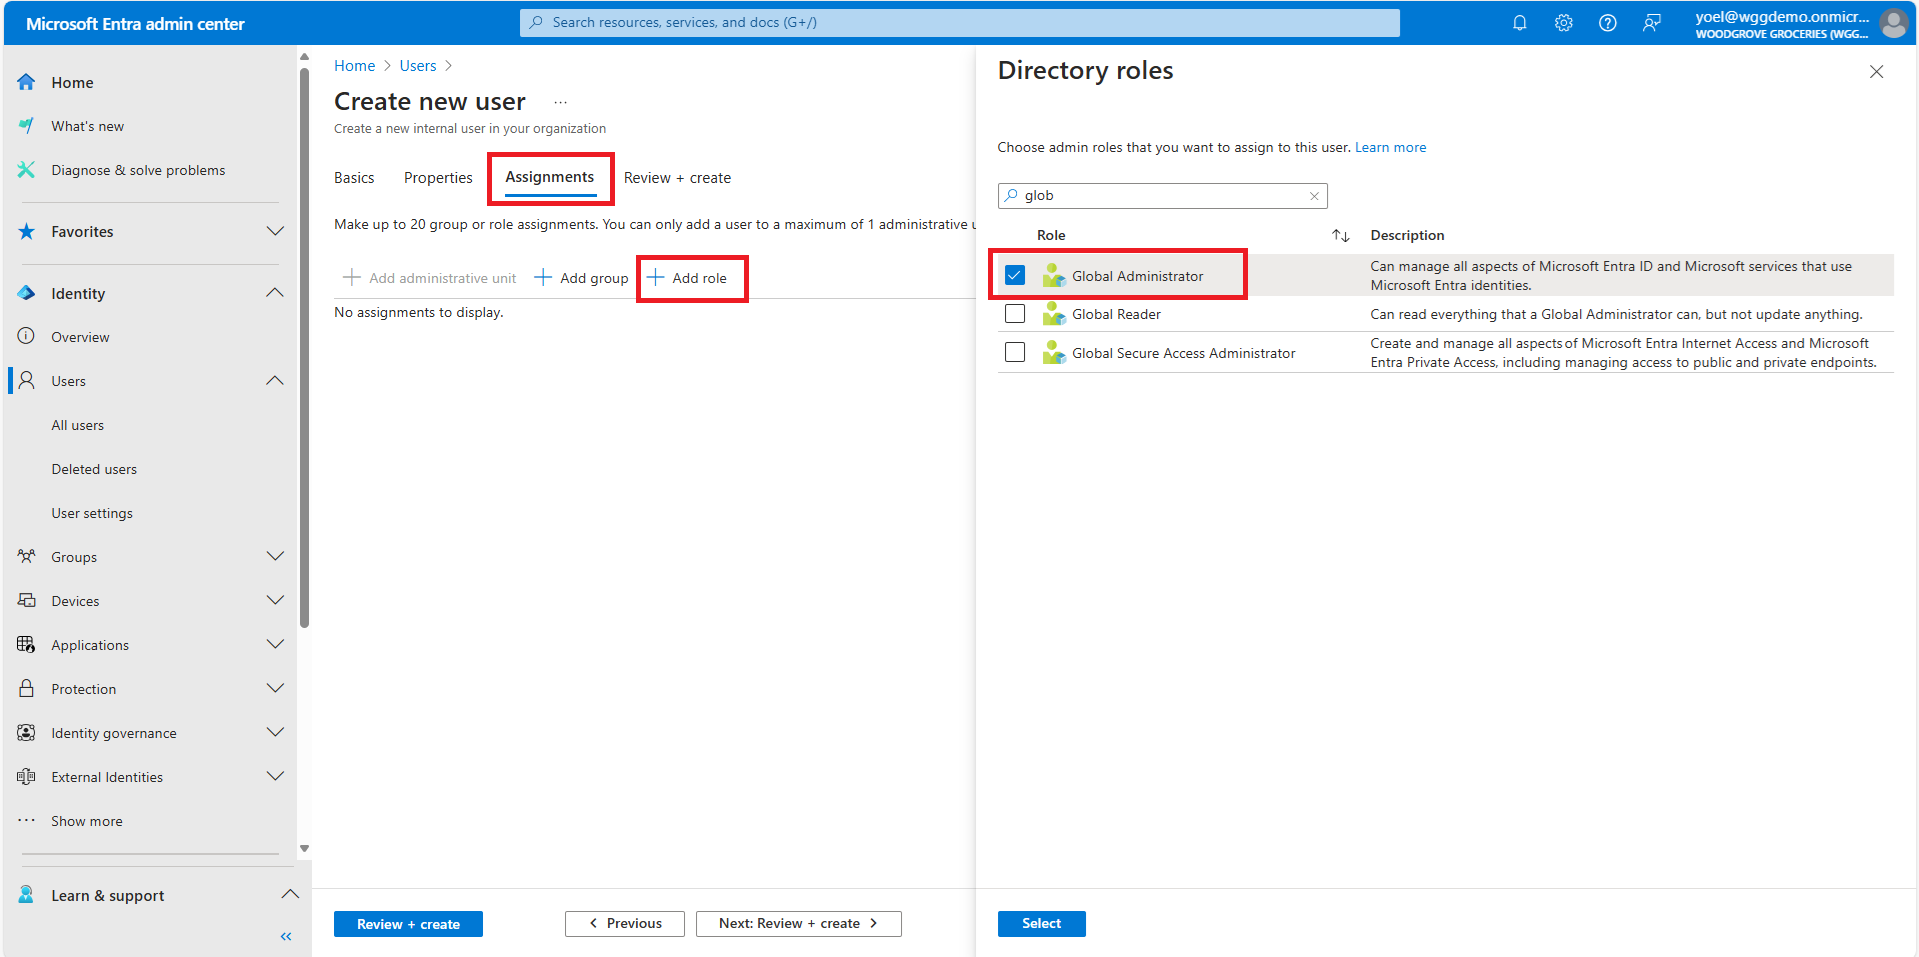 Microsoft Entra admin center
Search resources, services, and docs (G+/)
yoel@wggdemo.onmicr...
WOODGROVE GROCERIES (WGG...
Home
What's new
Diagnose & solve problems
Favorites
Identity
Overview
Users
All users
Deleted users
User settings
Groups
Devices
Applications
Protection
Identity governance
External Identities
Show more
Learn & support
Home > Users >
Create new user
Create a new internal user in your organization
Basics Properties Assignments Review + create
Make up to 20 group or role assignments. You can only add a user to a maximum of 1 administrative
Add administrative unit Add group Add role
No assignments to display.
Review + create Previous Next: Review + create
Directory roles
Choose admin roles that you want to assign to this user. Learn more
glob
Role Description
Global Administrator
Can manage all aspects of Microsoft Entra ID and Microsoft services that use
Microsoft Entra identities.
Global Reader
Can read everything that a Global Administrator can, but not update anything.
Global Secure Access Administrator
Create and manage all aspects of Microsoft Entra Internet Access and Microsoft
Entra Private Access, including managing access to public and private endpoints.
Select